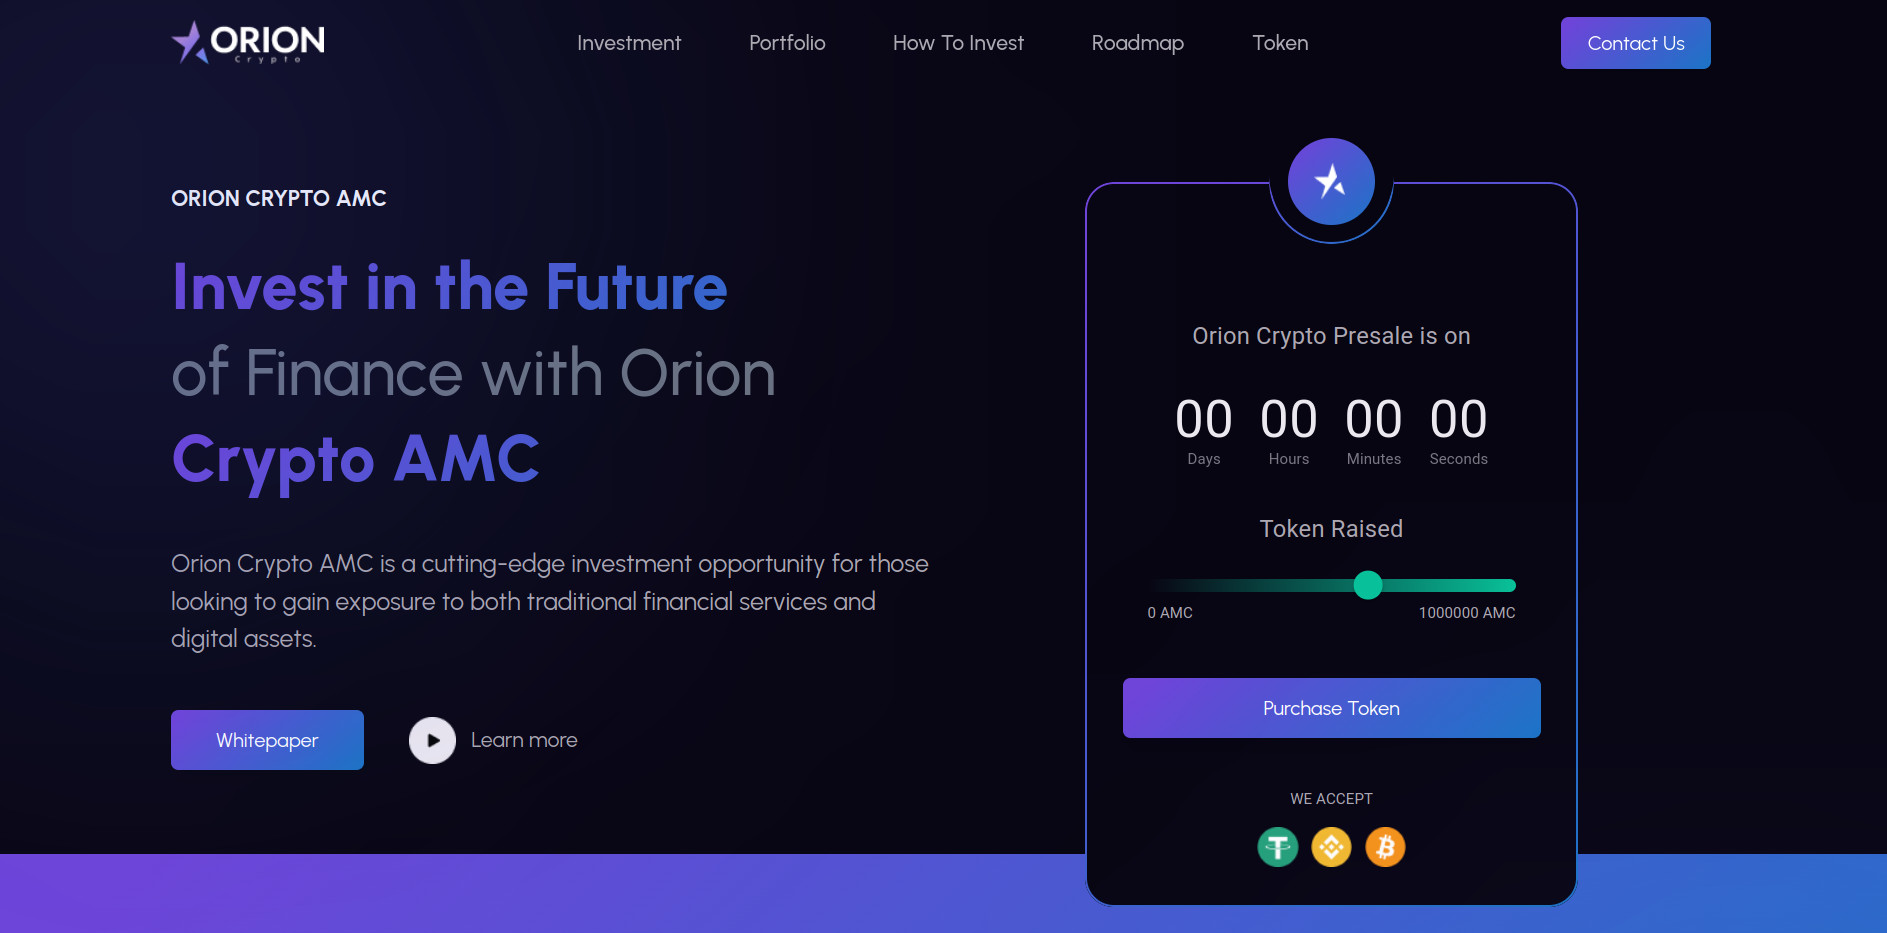 ORION
Crypto
Investment
Portfolio
How To Invest
Roadmap
Token
Contact Us
ORION CRYPTO AMC
Invest in the Future
of Finance with Orion
Crypto AMC
Orion Crypto AMC is a cutting-edge investment opportunity for those
looking to gain exposure to both traditional financial services and
digital assets.
Whitepaper
Learn more
Orion Crypto Presale is on
00 00 00 00
Days Hours Minutes Seconds
Token Raised
0 AMC 1000000 AMC
Purchase Token
WE ACCEPT